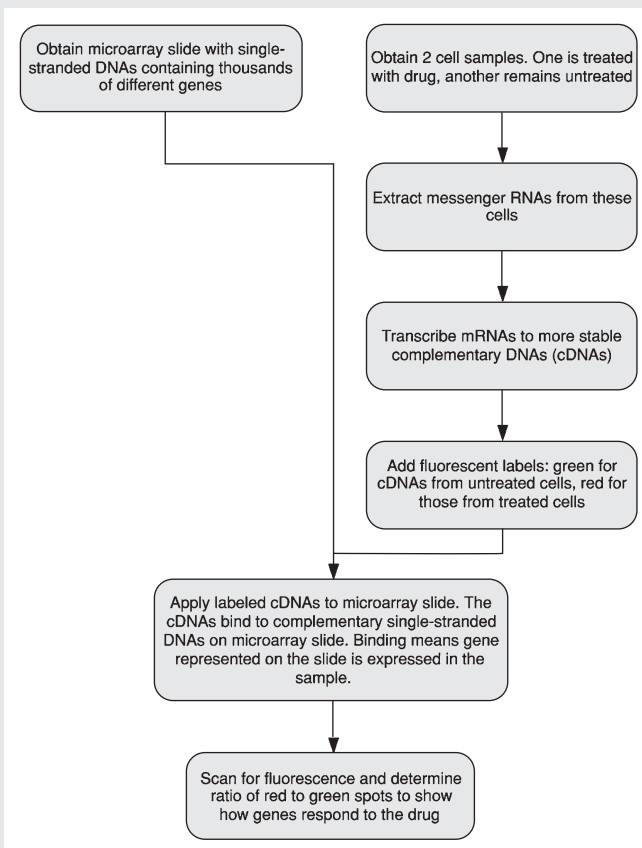 Obtain microarray slide with single-
stranded DNAs containing thousands
of different genes
Obtain 2 cell samples. One is treated
with drug, another remains untreated
Extract messenger RNAs from these
cells
Transcribe mRNAs to more stable
complementary DNAs (cDNAs)
Add fluorescent labels: green for
cDNAs from untreated cells, red for
those from treated cells
Apply labeled cDNAs to microarray slide. The
cDNAs bind to complementary single-stranded
DNAs on microarray slide. Binding means gene
represented on the slide is expressed in the
sample.
Scan for fluorescence and determine
ratio of red to green spots to show
how genes respond to the drug